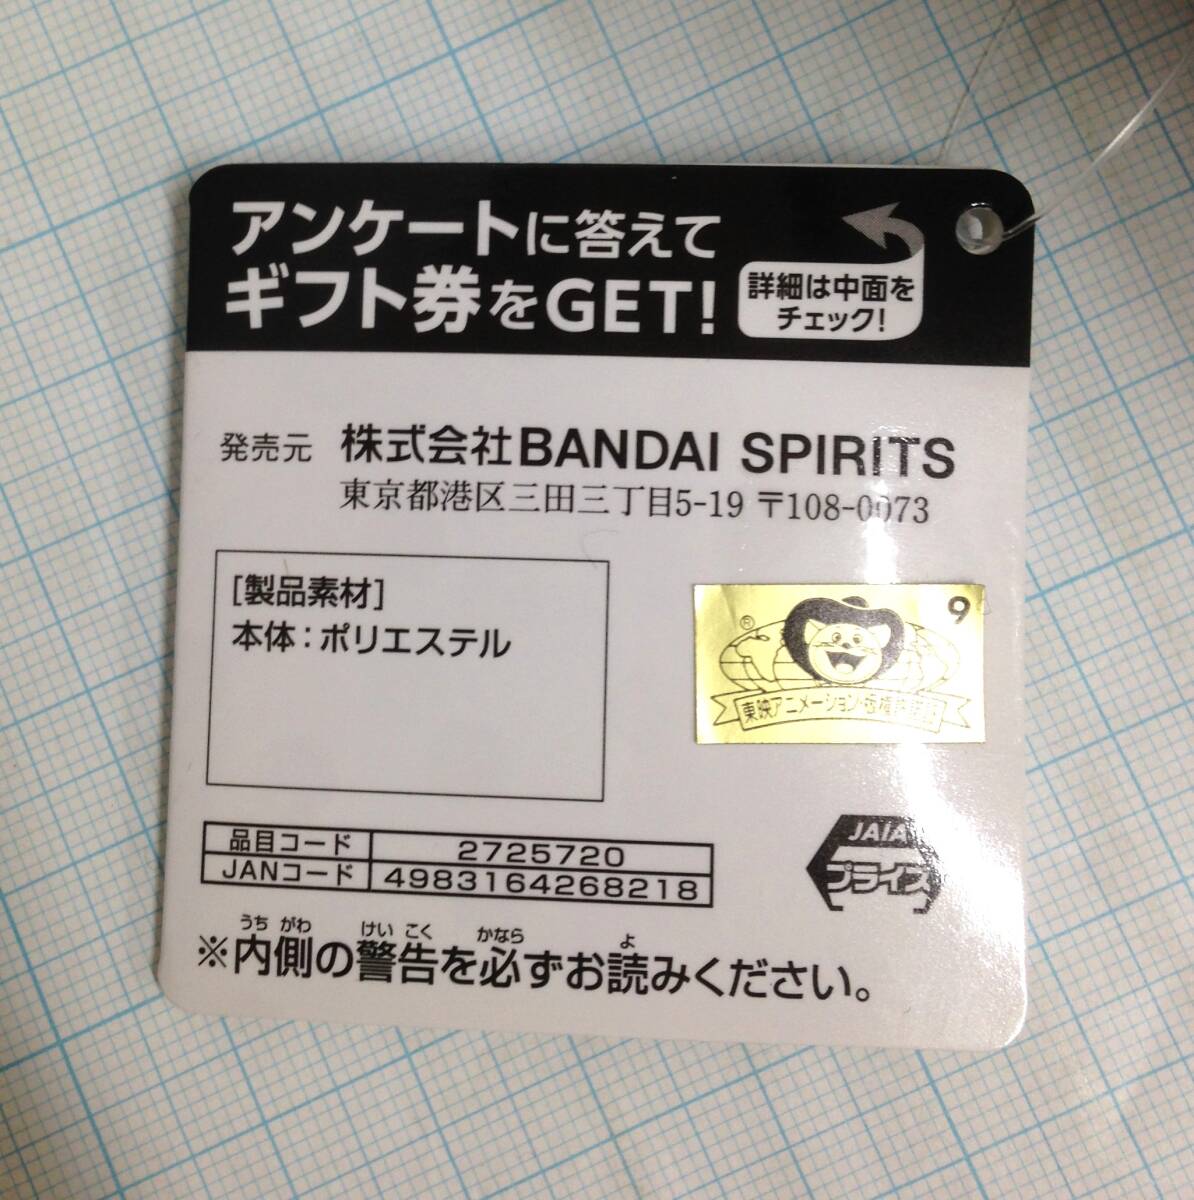 アンケートに答えて
ギフト券をGET!
詳細は中面を
チェック!
発売元 株式会社BANDAI SPIRITS
東京都港区三田三丁目5-19 〒108-0073
[製品素材]
本体：ポリエステル
9
®
東映アニメーション・版権許諾証
品目コード 2725720
JANコード 4983164268218
JAIA
プライズ
うち がわ けい こく かなら よ
※内側の警告を必ずお読みください。